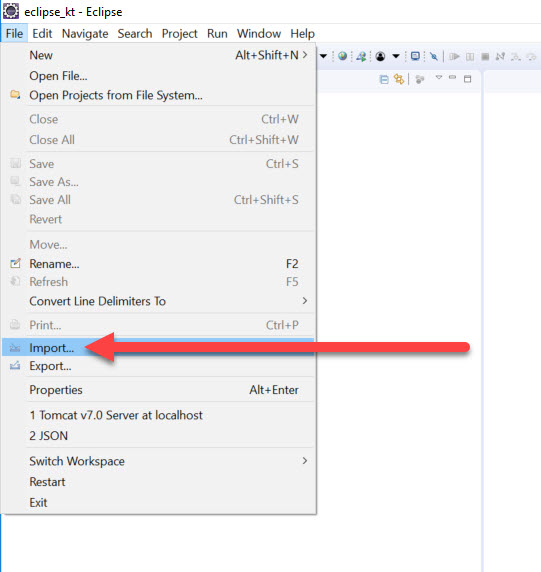 eclipse_kt - Eclipse
File Edit Navigate Search Project Run Window Help
New Alt+Shift+N >
Open File...
Open Projects from File System...
Close Ctrl+W
Close All Ctrl+Shift+W
Save Ctrl+S
Save As...
Save All Ctrl+Shift+S
Revert
Move...
Rename... F2
Refresh F5
Convert Line Delimiters To >
Print... Ctrl+P
Import...
Export...
Properties Alt+Enter
1 Tomcat v7.0 Server at localhost
2 JSON
Switch Workspace >
Restart
Exit